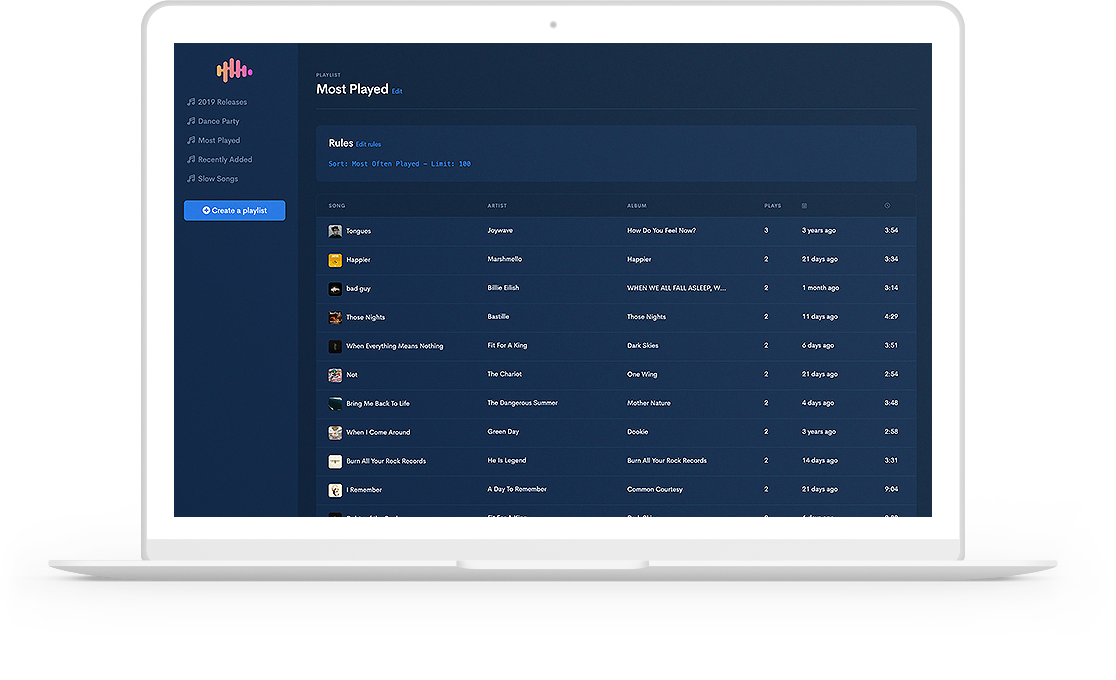 2019 Releases
Dance Party
Most Played
Recently Added
Slow Songs
Create a playlist
PLAYLIST
Most Played Edit
Rules Edit rules
Sort: Most Often Played – Limit: 100
SONG ARTIST ALBUM PLAYS
Tongues Joywave How Do You Feel Now? 3 3 years ago 3:54
Happier Marshmello Happier 2 21 days ago 3:34
bad guy Billie Eilish WHEN WE ALL FALL ASLEEP, W... 2 1 month ago 3:14
Those Nights Bastille Those Nights 2 11 days ago 4:29
When Everything Means Nothing Fit For A King Dark Skies 2 6 days ago 3:51
Not The Chariot One Wing 2 21 days ago 2:54
Bring Me Back To Life The Dangerous Summer Mother Nature 2 4 days ago 3:48
When I Come Around Green Day Dookie 2 3 years ago 2:58
Burn All Your Rock Records He Is Legend Burn All Your Rock Records 2 14 days ago 3:31
I Remember A Day To Remember Common Courtesy 2 21 days ago 9:04